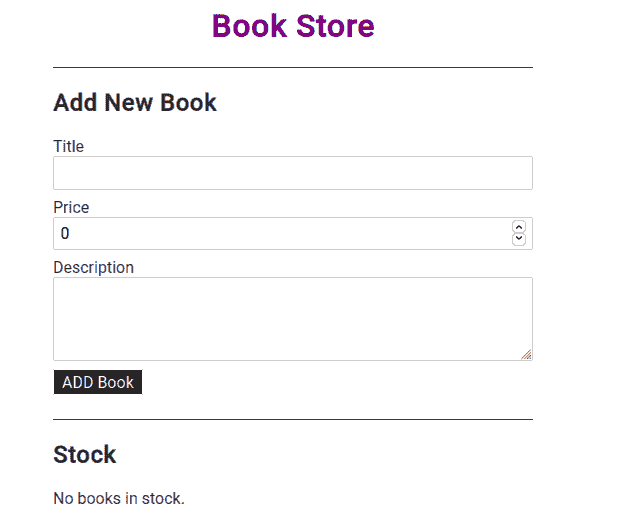 Book Store
Add New Book
Title
Price
0
Description
ADD Book
Stock
No books in stock.